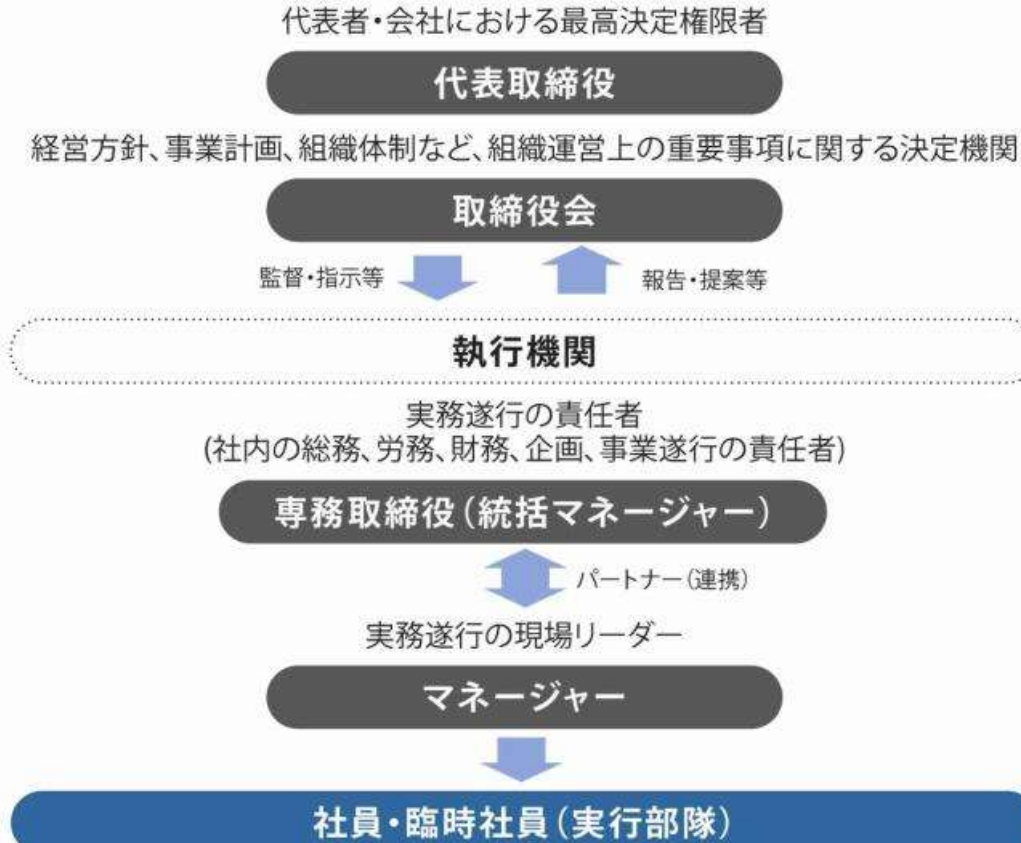 代表者・会社における最高決定権限者
代表取締役
経営方針、事業計画、組織体制など、組織運営上の重要事項に関する決定機関
取締役会
監督・指示等
報告・提案等
執行機関
実務遂行の責任者
(社内の総務、労務、財務、企画、事業遂行の責任者)
専務取締役(統括マネージャー)
パートナー(連携)
実務遂行の現場リーダー
マネージャー
社員・臨時社員(実行部隊)